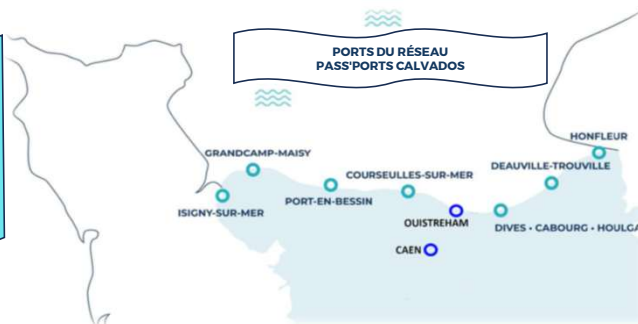 PORTS DU RÉSEAU
PASS'PORTS CALVADOS
HONFLEUR
GRANDCAMP-MAISY
DEAUVILLE-TROUVILLE
COURSEULLES-SUR-MER
PORT-EN-BESSIN
ISIGNY-SUR-MER
OUISTREHAM
DIVES • CABOURG • HOULGA
CAEN